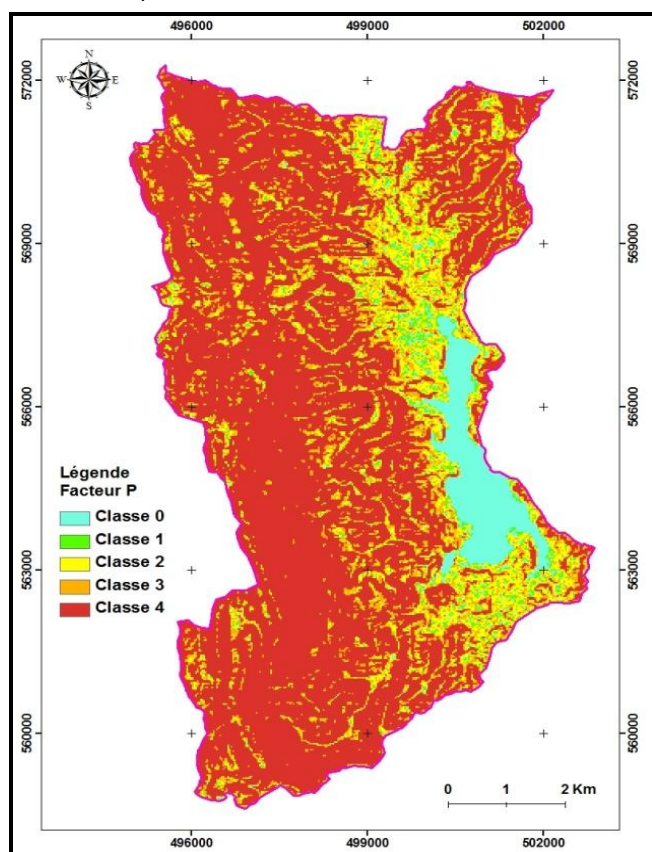 496000 499000 502000
N
W E
S
572000 572000
569000 569000
566000 566000
Légende
Facteur P
Classe 0
Classe 1
Classe 2
Classe 3
Classe 4
563000 563000
560000 560000
0 1 2 Km
496000 499000 502000